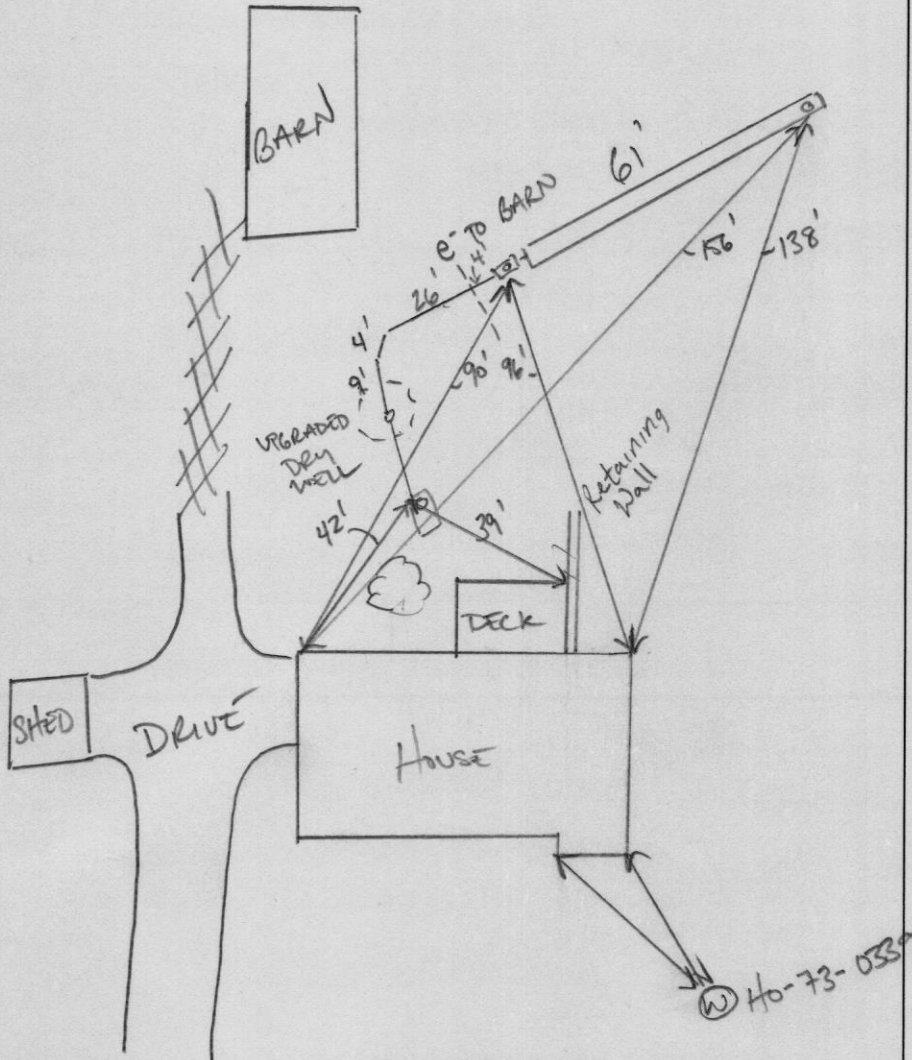 BARN
61'
e- TO BARN
4'
26'
156'
138'
4'
90'
96'
9'
UPGRADED
DRY
WELL
Retaining
Wall
42'
39'
DECK
SHED
DRIVE
HOUSE
W
HO-73-0339